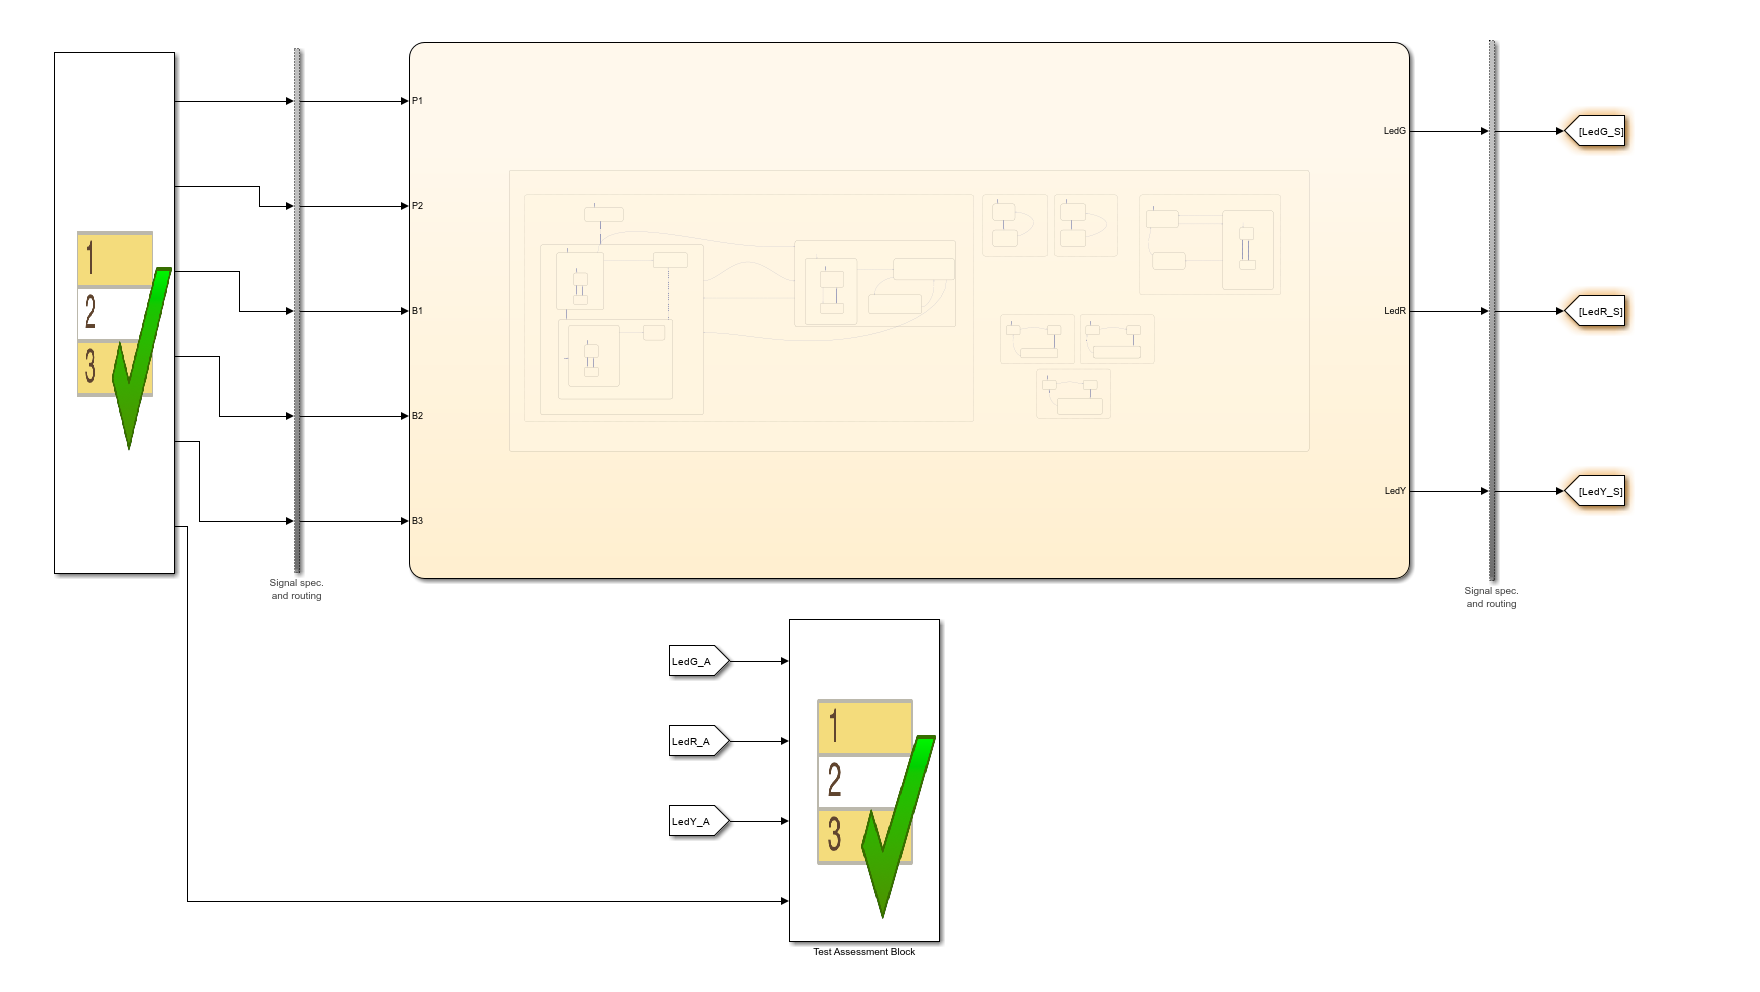 P1
P2
B1
B2
B3
LedG
LedR
LedY
[LedG_S]
[LedR_S]
[LedY_S]
1
2
3
Signal spec.
and routing
Signal spec.
and routing
LedG_A
LedR_A
LedY_A
1
2
3
Test Assessment Block